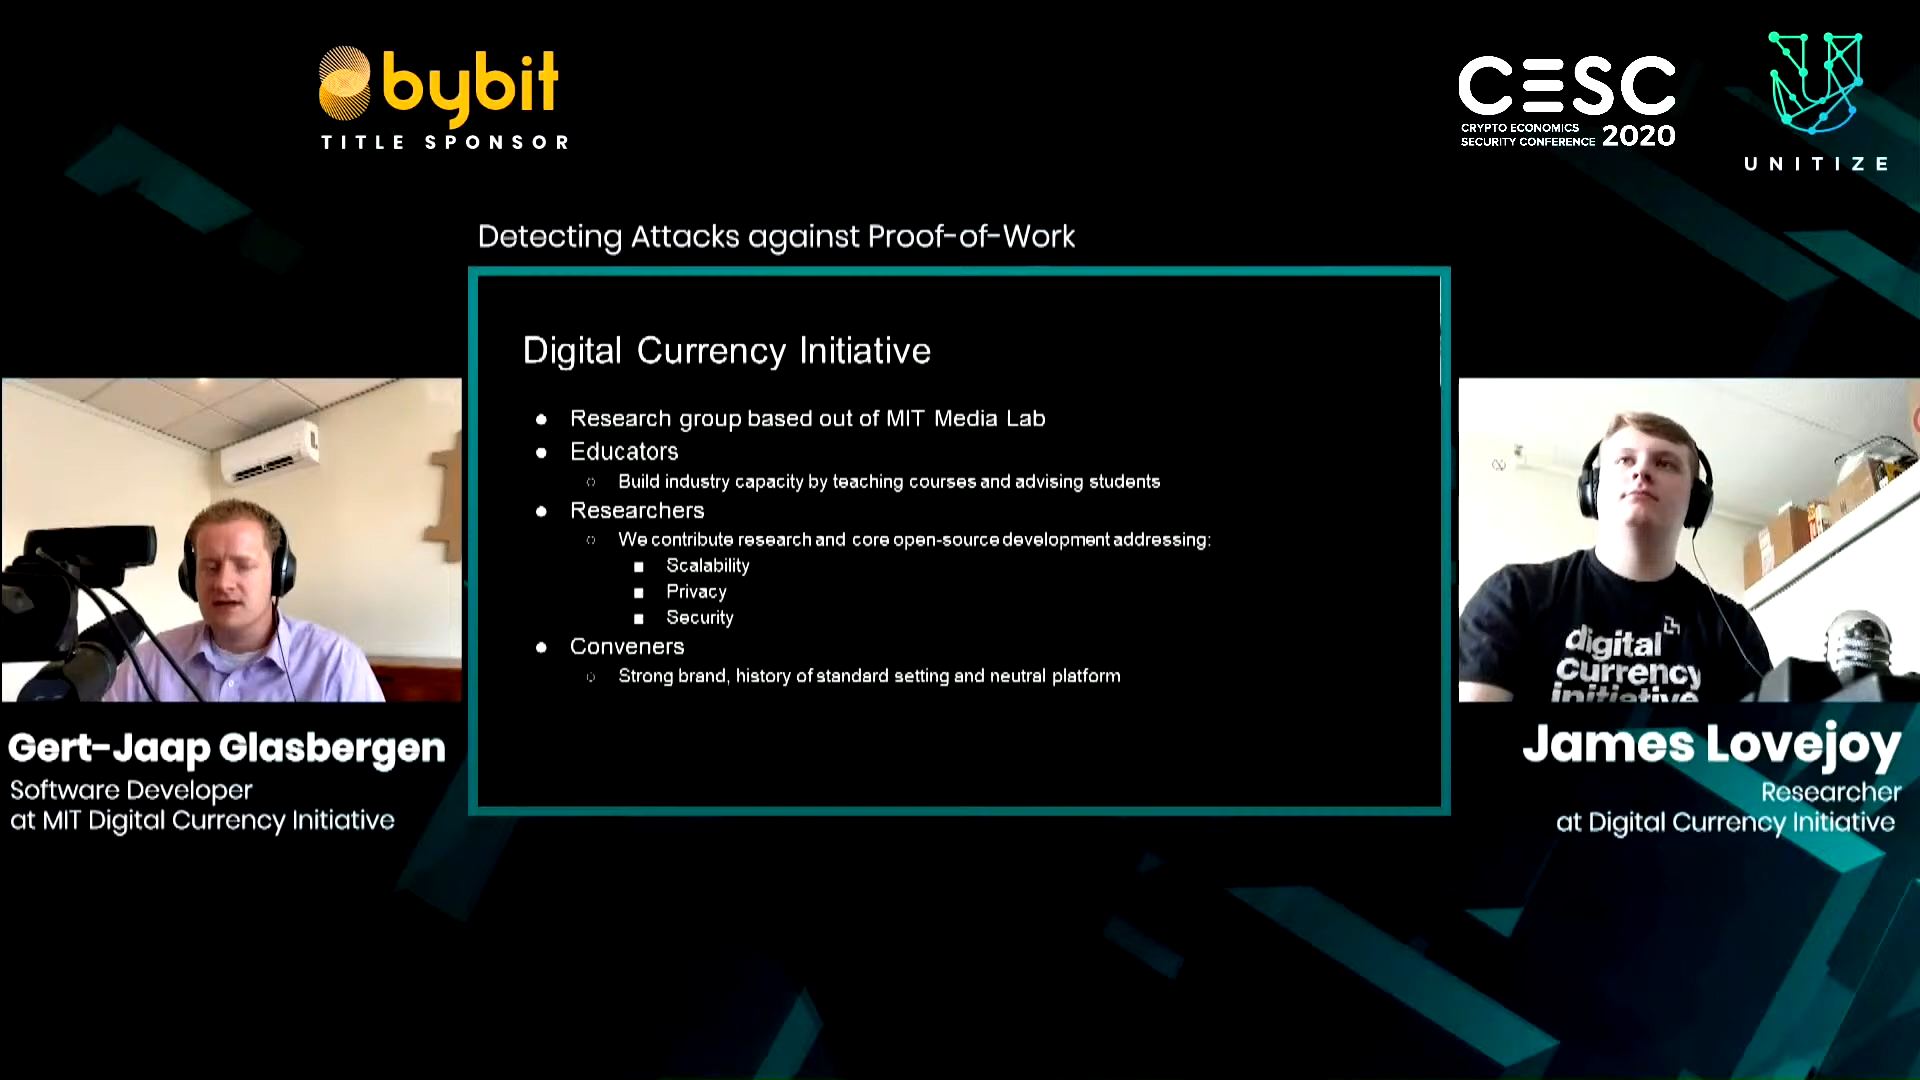 bybit
TITLE SPONSOR
CESC
CRYPTO ECONOMICS
SECURITY CONFERENCE 2020
UNITIZE
Detecting Attacks against Proof-of-Work
Digital Currency Initiative
● Research group based out of MIT Media Lab
● Educators
○ Build industry capacity by teaching courses and advising students
● Researchers
○ We contribute research and core open-source development addressing:
■ Scalability
■ Privacy
■ Security
● Conveners
○ Strong brand, history of standard setting and neutral platform
digital
currency
initiative
Gert-Jaap Glasbergen
Software Developer
at MIT Digital Currency Initiative
James Lovejoy
Researcher
at Digital Currency Initiative